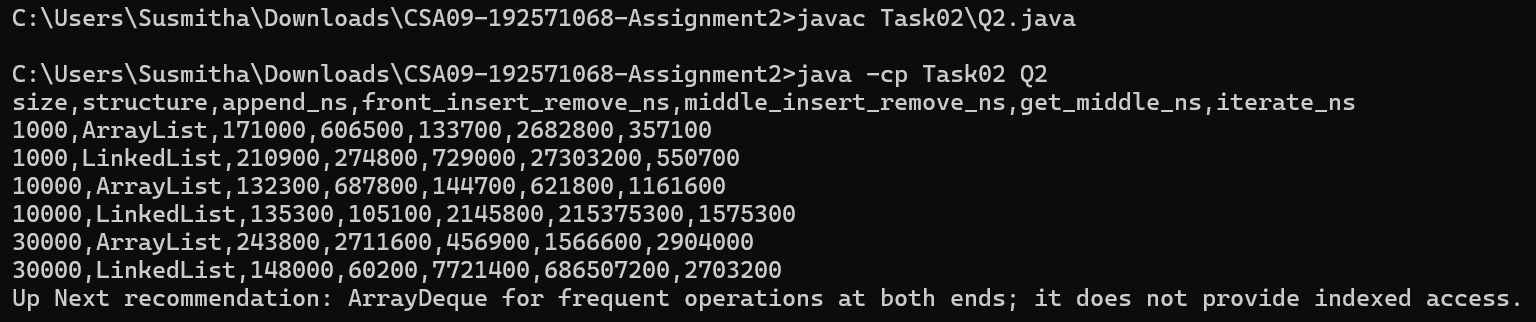 C:\Users\Susmitha\Downloads\CSA09-192571068-Assignment2>javac Task02\Q2.java
C:\Users\Susmitha\Downloads\CSA09-192571068-Assignment2>java -cp Task02 Q2
size,structure,append_ns,front_insert_remove_ns,middle_insert_remove_ns,get_middle_ns,iterate_ns
1000,ArrayList,171000,606500,133700,2682800,357100
1000,LinkedList,210900,274800,729000,27303200,550700
10000,ArrayList,132300,687800,144700,621800,1161600
10000,LinkedList,135300,105100,2145800,215375300,1575300
30000,ArrayList,243800,2711600,456900,1566600,2904000
30000,LinkedList,148000,60200,7721400,686507200,2703200
Up Next recommendation: ArrayDeque for frequent operations at both ends; it does not provide indexed access.